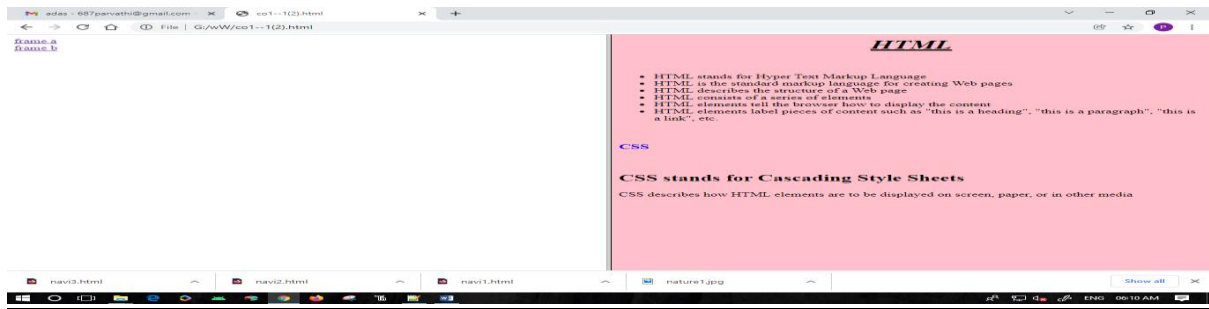 adas - 687parvathi@gmail.com
co1--1(2).html
File | G:/wW/co1--1(2).html
frame a
frame b
HTML
• HTML stands for Hyper Text Markup Language
• HTML is the standard markup language for creating Web pages
• HTML describes the structure of a Web page
• HTML consists of a series of elements
• HTML elements tell the browser how to display the content
• HTML elements label pieces of content such as "this is a heading", "this is a paragraph", "this is
a link", etc.
CSS
CSS stands for Cascading Style Sheets
CSS describes how HTML elements are to be displayed on screen, paper, or in other media
navi3.html
navi2.html
navi1.html
nature1.jpg
Show all
ENG 06:10 AM